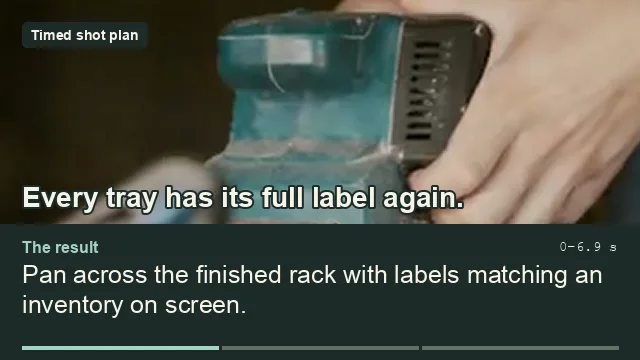 Timed shot plan
Every tray has its full label again.
The result
0–6.9 s
Pan across the finished rack with labels matching an
inventory on screen.